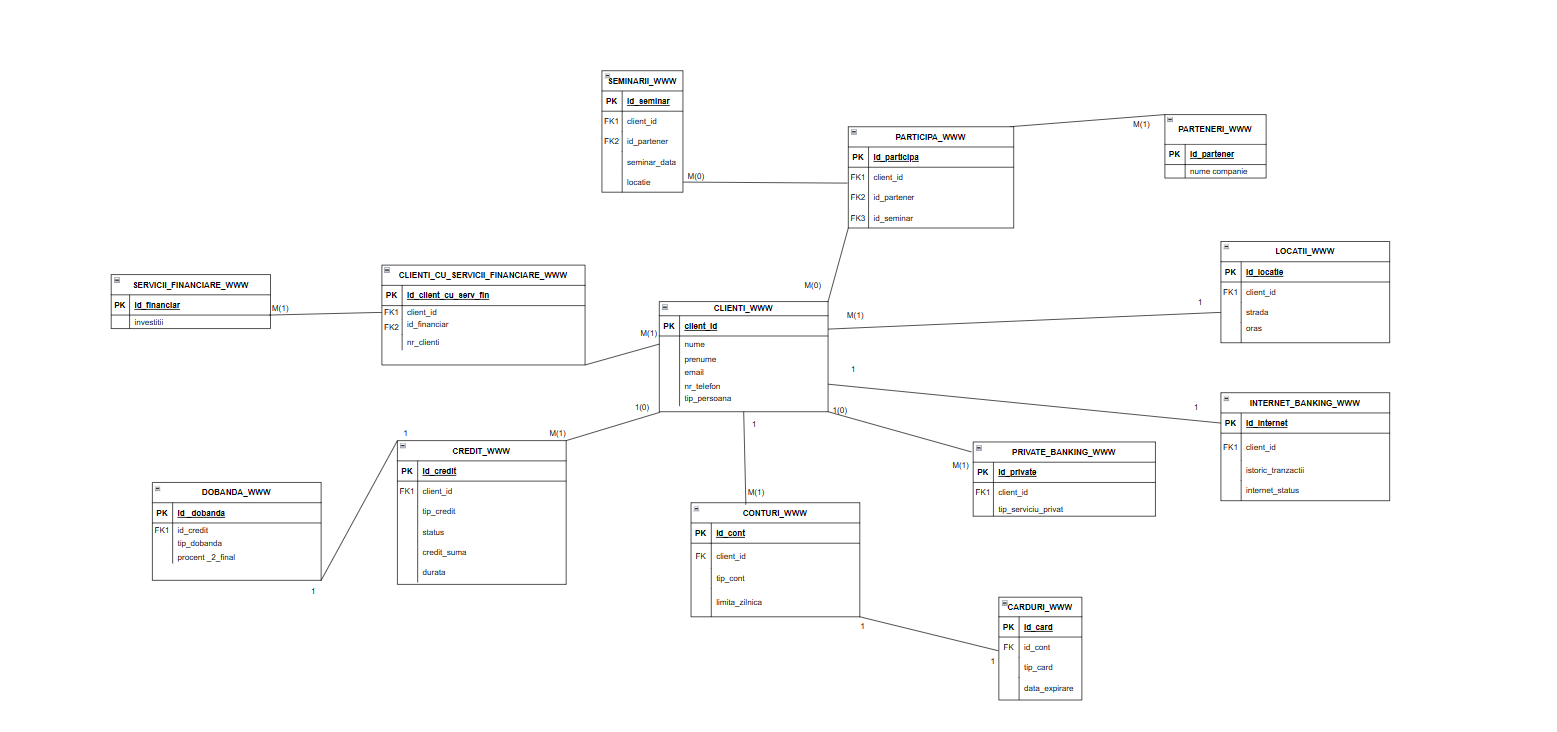 SEMINARII_WWW
PK id_seminar
FK1 client_id
FK2 id_partener
seminar_data
locatie
M(0)
PARTICIPA_WWW
PK id_participa
FK1 client_id
FK2 id_partener
FK3 id_seminar
M(1)
PARTENERI_WWW
PK id_partener
nume companie
SERVICII_FINANCIARE_WWW
PK id_financiar
investitii
M(1)
CLIENTI_CU_SERVICII_FINANCIARE_WWW
PK id_client_cu_serv_fin
FK1 client_id
FK2 id_financiar
nr_clienti
M(1)
M(0)
CLIENTI_WWW
PK client_id
nume
prenume
email
nr_telefon
tip_persoana
M(1)
1
LOCATII_WWW
PK id_locatie
FK1 client_id
strada
oras
1
1
INTERNET_BANKING_WWW
PK id_internet
FK1 client_id
istoric_tranzactii
internet_status
1(0)
M(1)
1
1(0)
M(1)
PRIVATE_BANKING_WWW
PK id_private
FK1 client_id
tip_serviciu_privat
1
CREDIT_WWW
PK id_credit
FK1 client_id
tip_credit
status
credit_suma
durata
DOBANDA_WWW
PK id_dobanda
FK1 id_credit
tip_dobanda
procent _2_final
1
M(1)
CONTURI_WWW
PK id_cont
FK client_id
tip_cont
limita_zilnica
1
1
CARDURI_WWW
PK id_card
FK id_cont
tip_card
data_expirare